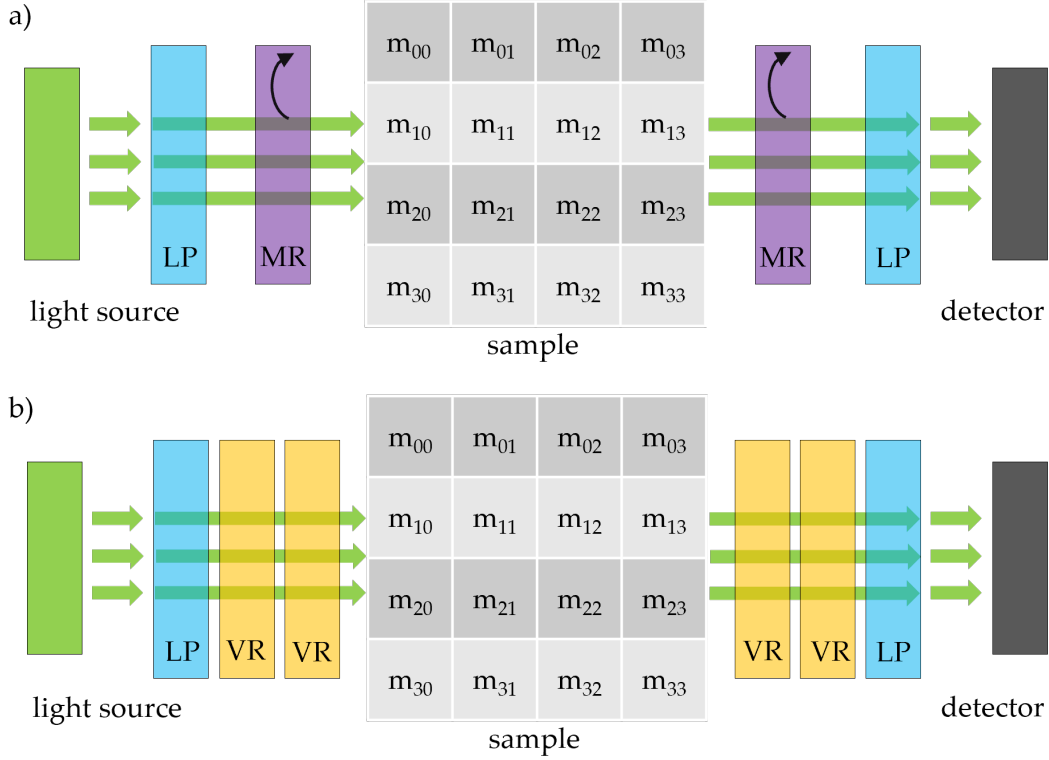 a)
m00 m01 m02 m03
m10 m11 m12 m13
m20 m21 m22 m23
LP MR MR LP
m30 m31 m32 m33
light source detector
sample
b)
m00 m01 m02 m03
m10 m11 m12 m13
m20 m21 m22 m23
LP VR VR VR VR LP
m30 m31 m32 m33
light source detector
sample